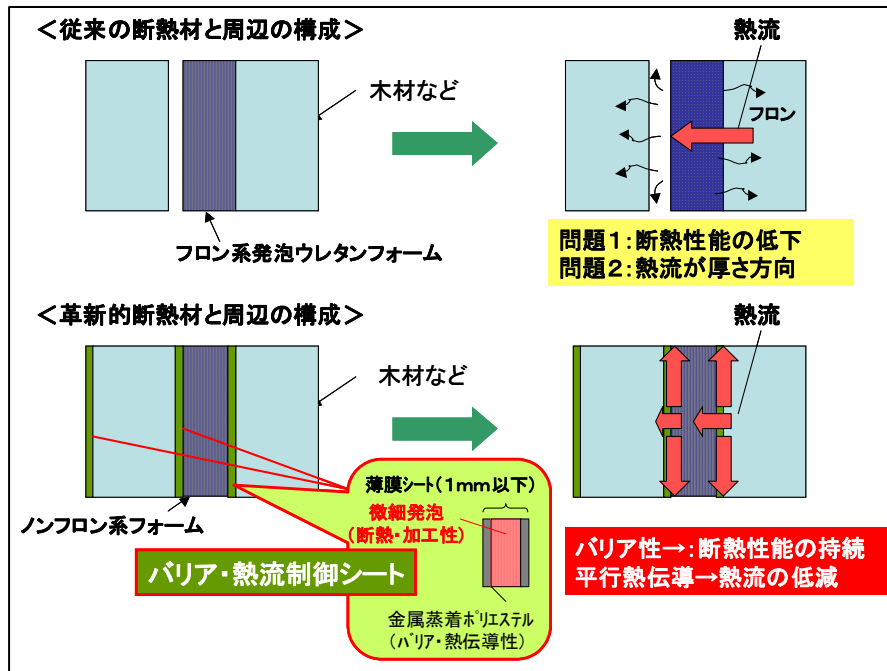 ＜従来の断熱材と周辺の構成＞
熱流
木材など
フロン
フロン系発泡ウレタンフォーム
問題１：断熱性能の低下
問題２：熱流が厚さ方向
＜革新的断熱材と周辺の構成＞
熱流
木材など
ノンフロン系フォーム
薄膜シート（１ｍｍ以下）
微細発泡
（断熱・加工性）
バリア・熱流制御シート
金属蒸着ﾎﾟﾘｴｽﾃﾙ
（ﾊﾞﾘｱ・熱伝導性）
バリア性→：断熱性能の持続
平行熱伝導→熱流の低減